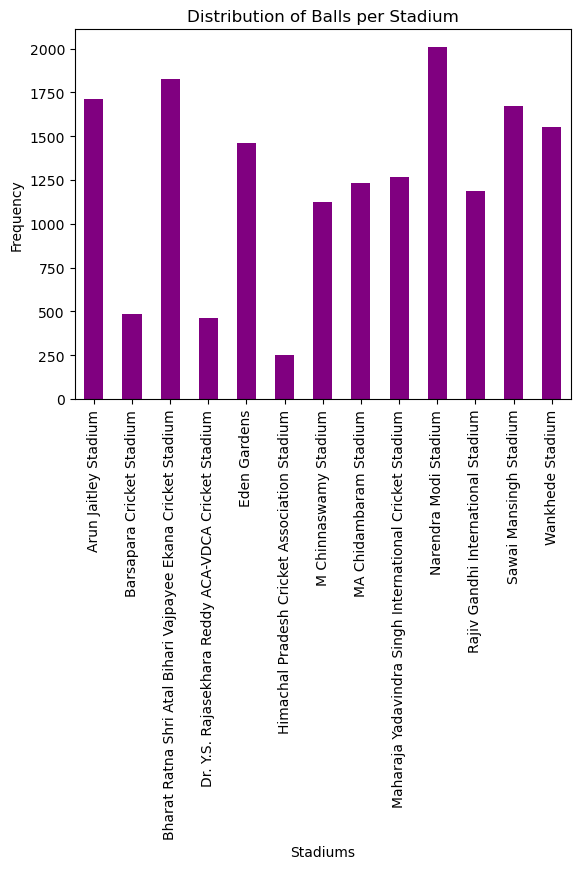 Distribution of Balls per Stadium
Frequency
2000
1750
1500
1250
1000
750
500
250
0
Arun Jaitley Stadium
Barsapara Cricket Stadium
Bharat Ratna Shri Atal Bihari Vajpayee Ekana Cricket Stadium
Dr. Y.S. Rajasekhara Reddy ACA-VDCA Cricket Stadium
Eden Gardens
Himachal Pradesh Cricket Association Stadium
M Chinnaswamy Stadium
MA Chidambaram Stadium
Maharaja Yadavindra Singh International Cricket Stadium
Narendra Modi Stadium
Rajiv Gandhi International Stadium
Sawai Mansingh Stadium
Wankhede Stadium
Stadiums